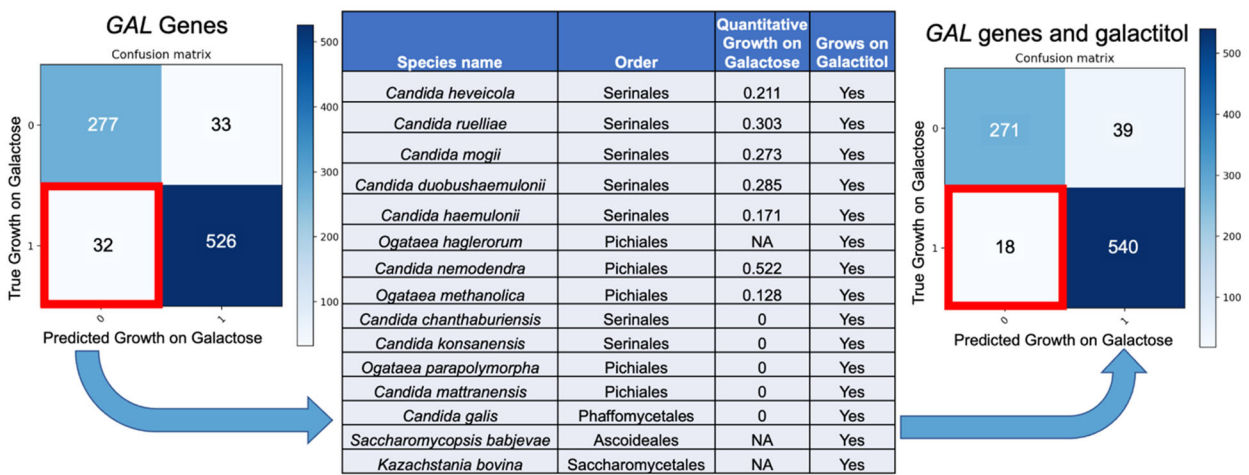 GAL Genes
Confusion matrix
True Growth on Galactose
0
277
33
1
32
526
0
1
Predicted Growth on Galactose
500
400
300
200
100
Species name Order Quantitative Growth on Galactose Grows on Galactitol
Candida heveicola Serinales 0.211 Yes
Candida ruelliae Serinales 0.303 Yes
Candida mogii Serinales 0.273 Yes
Candida duobushaemulonii Serinales 0.285 Yes
Candida haemulonii Serinales 0.171 Yes
Ogataea haglerorum Pichiales NA Yes
Candida nemodendra Pichiales 0.522 Yes
Ogataea methanolica Pichiales 0.128 Yes
Candida chanthaburiensis Serinales 0 Yes
Candida konsanensis Serinales 0 Yes
Ogataea parapolymorpha Pichiales 0 Yes
Candida mattranensis Pichiales 0 Yes
Candida galis Phaffomycetales 0 Yes
Saccharomycopsis babjevae Ascoideales NA Yes
Kazachstania bovina Saccharomycetales NA Yes
GAL genes and galactitol
Confusion matrix
True Growth on Galactose
0
271
39
1
18
540
0
1
Predicted Growth on Galactose
500
400
300
200
100